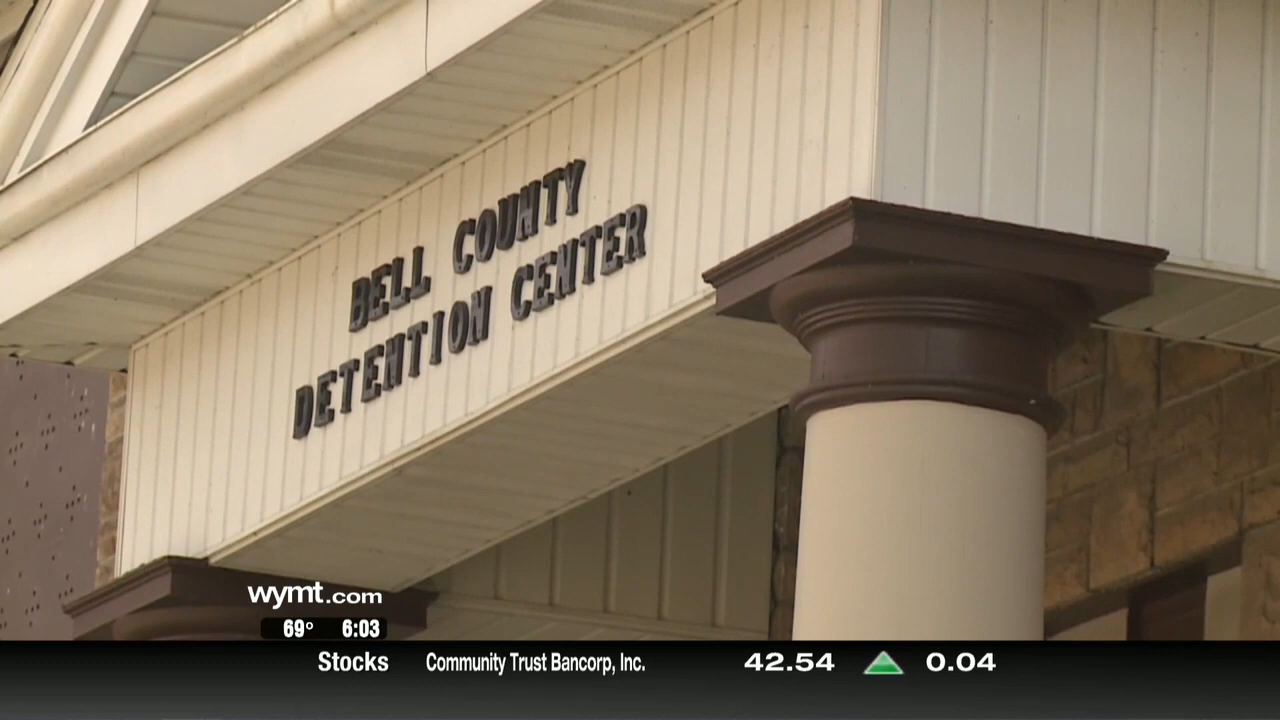 BELL COUNTY
DETENTION CENTER
wymt.com
69° 6:03
Stocks Community Trust Bancorp, Inc. 42.54 0.04